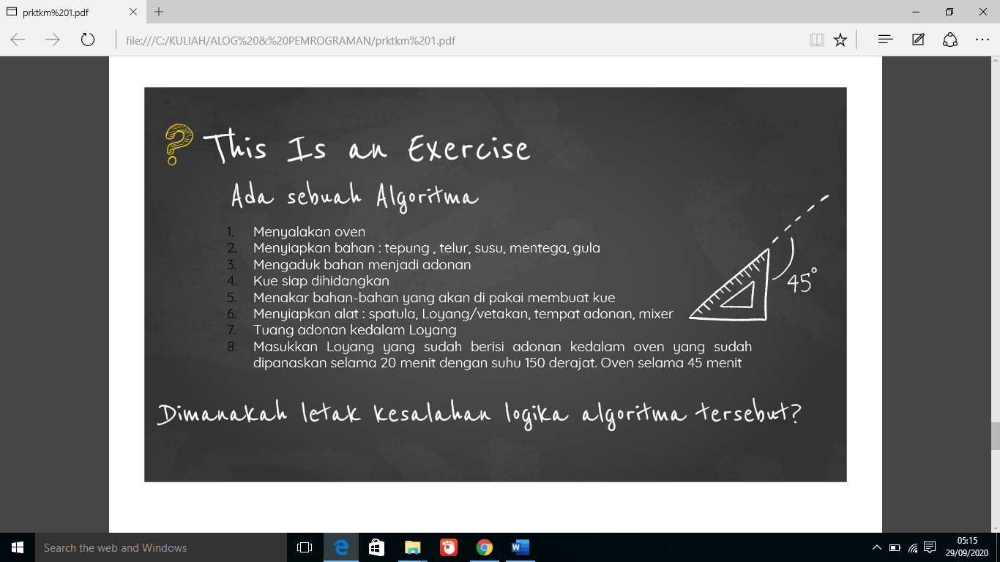 prktkm%201.pdf
file:///C:/KULIAH/ALOG%20&%20PEMROGRAMAN/prktkm%201.pdf
? This Is an Exercise
Ada sebuah Algoritma
1. Menyalakan oven
2. Menyiapkan bahan : tepung , telur, susu, mentega, gula
3. Mengaduk bahan menjadi adonan
4. Kue siap dihidangkan
5. Menakar bahan-bahan yang akan di pakai membuat kue
6. Menyiapkan alat : spatula, Loyang/vetakan, tempat adonan, mixer
7. Tuang adonan kedalam Loyang
8. Masukkan Loyang yang sudah berisi adonan kedalam oven yang sudah
dipanaskan selama 20 menit dengan suhu 150 derajat. Oven selama 45 menit
45°
Dimanakah letak kesalahan logika algoritma tersebut?
Search the web and Windows
05:15
29/09/2020